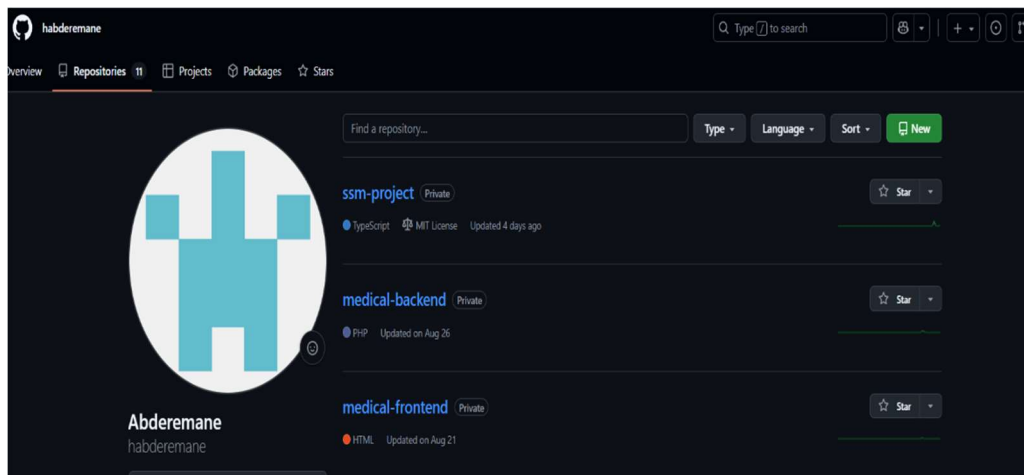 habderemane
Type / to search
Overview Repositories 11 Projects Packages Stars
Find a repository...
Type Language Sort New
ssm-project Private
Star
TypeScript MIT License Updated 4 days ago
medical-backend Private
Star
PHP Updated on Aug 26
medical-frontend Private
Star
HTML Updated on Aug 21
Abderemane
habderemane